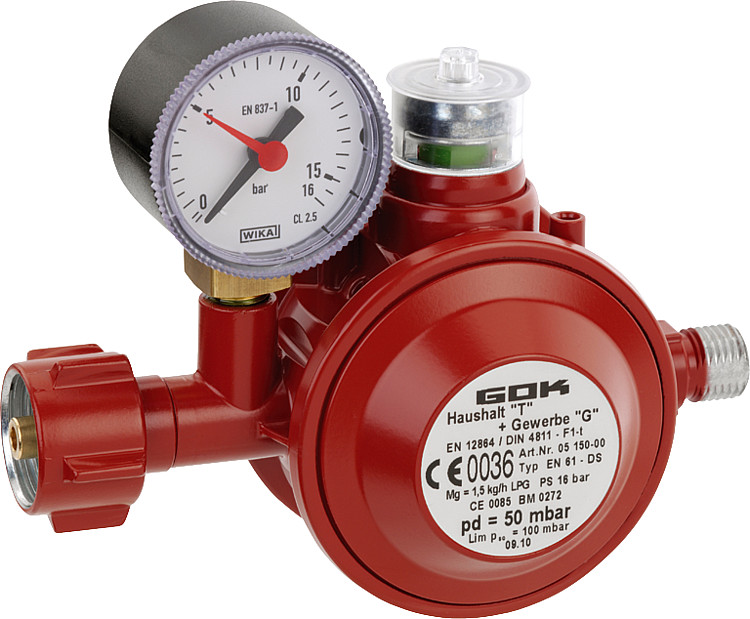 EN 837-1
0
5
10
15
16
bar
CL 2.5
WIKA
GOK
Haushalt "T"
+ Gewerbe "G"
EN 12864 / DIN 4811 - F1-t
Art.Nr. 05 150-00
CE 0036 Typ EN 61 - DS
Mg = 1,5 kg/h LPG PS 16 bar
CE 0085 BM 0272
pd = 50 mbar
Lim pso = 100 mbar
09.10